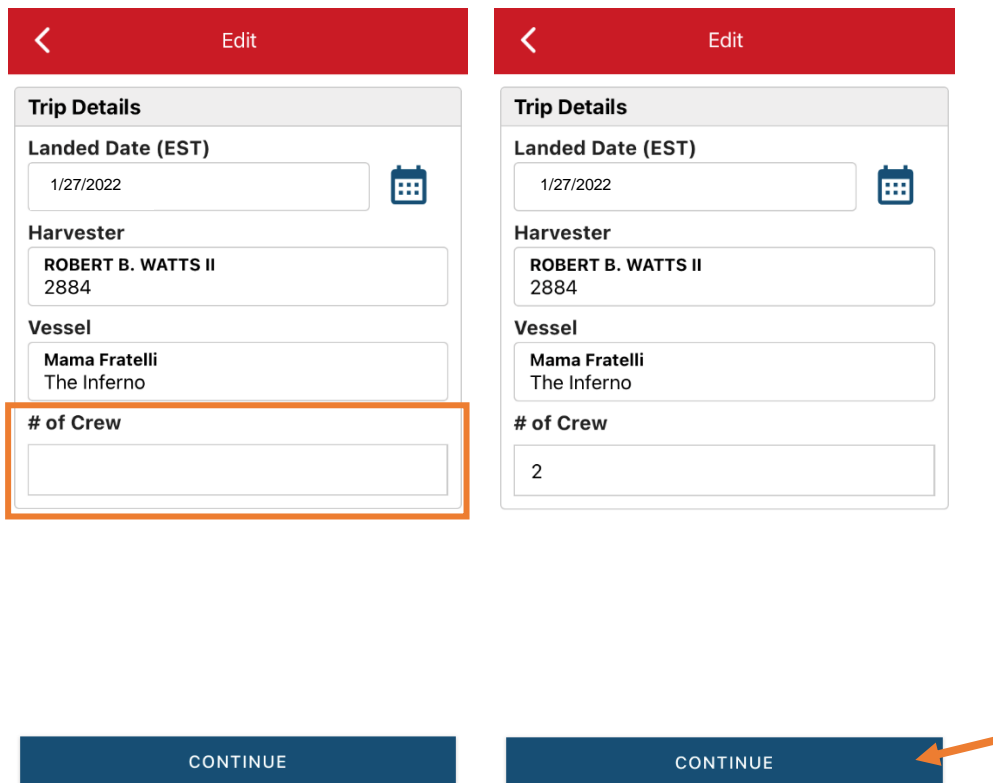 Edit
Trip Details
Landed Date (EST)
1/27/2022
Harvester
ROBERT B. WATTS II
2884
Vessel
Mama Fratelli
The Inferno
# of Crew
CONTINUE
Edit
Trip Details
Landed Date (EST)
1/27/2022
Harvester
ROBERT B. WATTS II
2884
Vessel
Mama Fratelli
The Inferno
# of Crew
2
CONTINUE